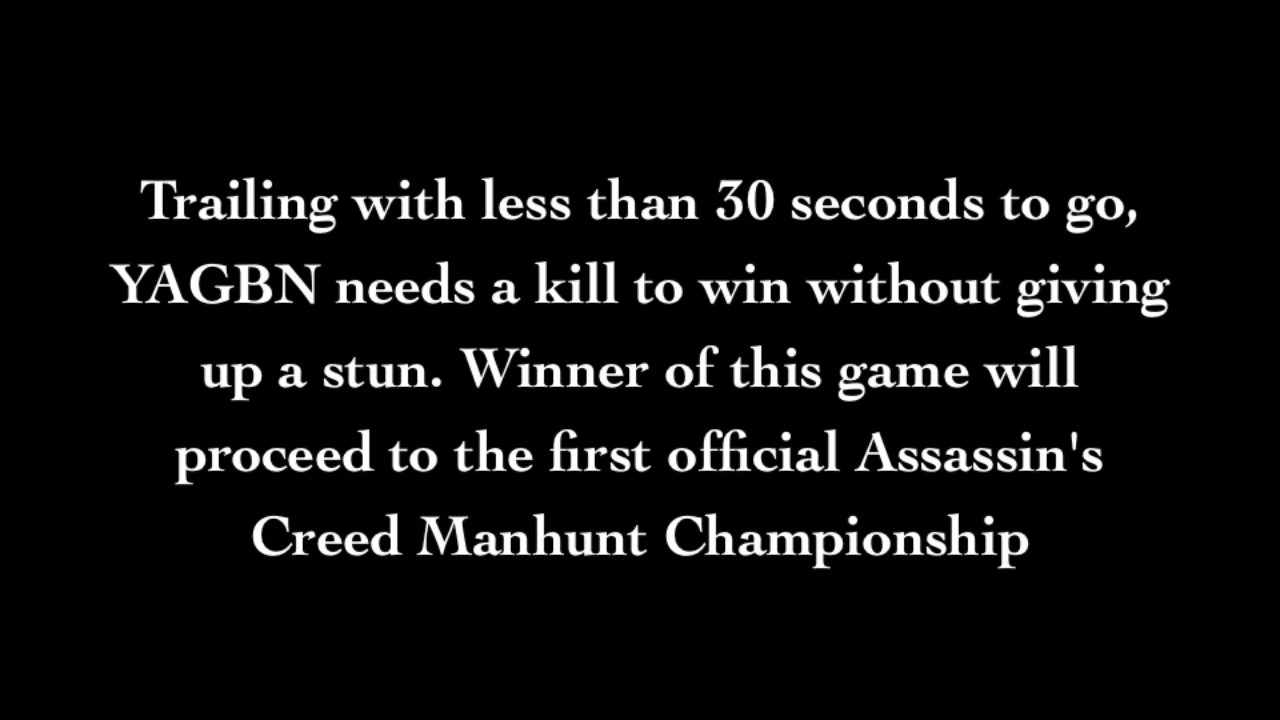 Trailing with less than 30 seconds to go,
YAGBN needs a kill to win without giving
up a stun. Winner of this game will
proceed to the first official Assassin's
Creed Manhunt Championship